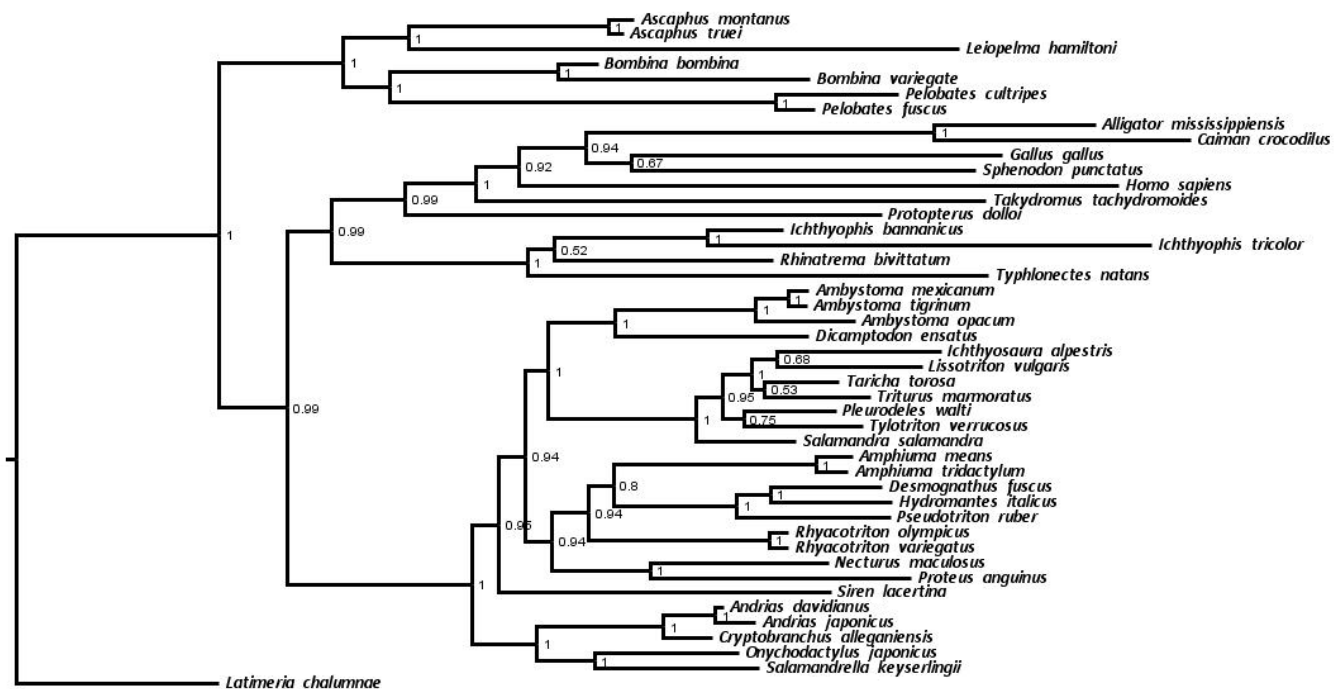 Ascaphus montanus
1
Ascaphus truei
1
Leiopelma hamiltoni
1
Bombina bombina
1
Bombina variegate
1
Pelobates cultripes
1
Pelobates fuscus
Alligator mississippiensis
1
Caiman crocodilus
0.94
Gallus gallus
0.67
Sphenodon punctatus
0.92
Homo sapiens
1
Takydromus tachydromoides
0.99
Protopterus dolloi
0.99
1
Ichthyophis bannanicus
1
Ichthyophis tricolor
0.52
Rhinatrema bivittatum
1
Typhlonectes natans
Ambystoma mexicanum
1
Ambystoma tigrinum
1
Ambystoma opacum
1
Dicamptodon ensatus
Ichthyosaura alpestris
0.68
Lissotriton vulgaris
1
1
Taricha torosa
0.53
Triturus marmoratus
0.95
0.99
Pleurodeles walti
0.75
Tylotriton verrucosus
1
Salamandra salamandra
0.94
Amphiuma means
1
Amphiuma tridactylum
0.8
Desmognathus fuscus
1
Hydromantes italicus
1
Pseudotriton ruber
0.94
0.95
Rhyacotriton olympicus
1
Rhyacotriton variegatus
0.94
Necturus maculosus
1
Proteus anguinus
1
Siren lacertina
Andrias davidianus
1
Andrias japonicus
1
Cryptobranchus alleganiensis
1
Onychodactylus japonicus
1
Salamandrella keyserlingii
Latimeria chalumnae